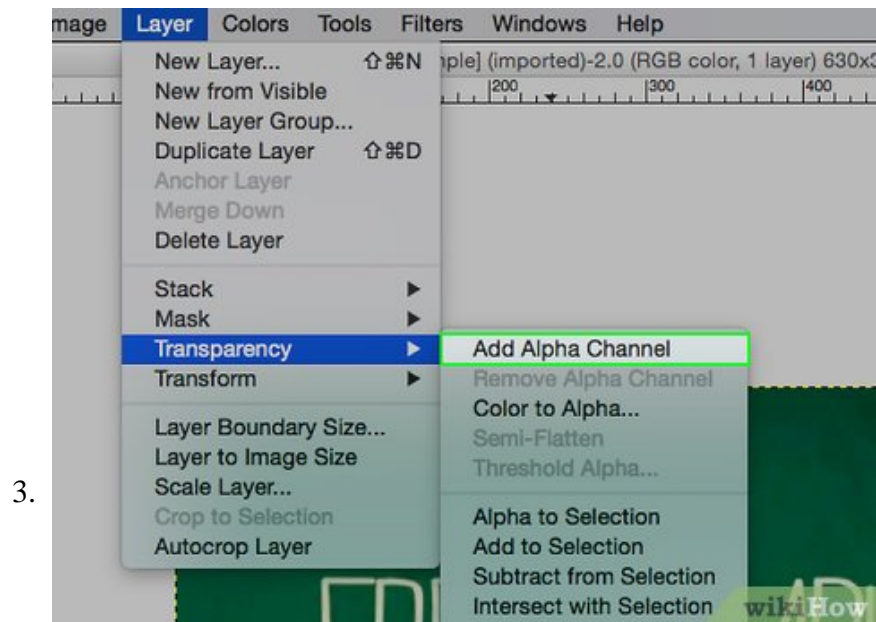 mage Layer Colors Tools Filters Windows Help
New Layer... ⇧⌘N
New from Visible
New Layer Group...
Duplicate Layer ⇧⌘D
Anchor Layer
Merge Down
Delete Layer
Stack ▶
Mask ▶
Transparency ▶
Transform ▶
Layer Boundary Size...
Layer to Image Size
Scale Layer...
Crop to Selection
Autocrop Layer
ple] (imported)-2.0 (RGB color, 1 layer) 630x3
200 300 400
Add Alpha Channel
Remove Alpha Channel
Color to Alpha...
Semi-Flatten
Threshold Alpha...
Alpha to Selection
Add to Selection
Subtract from Selection
Intersect with Selection
3.
wikiHow